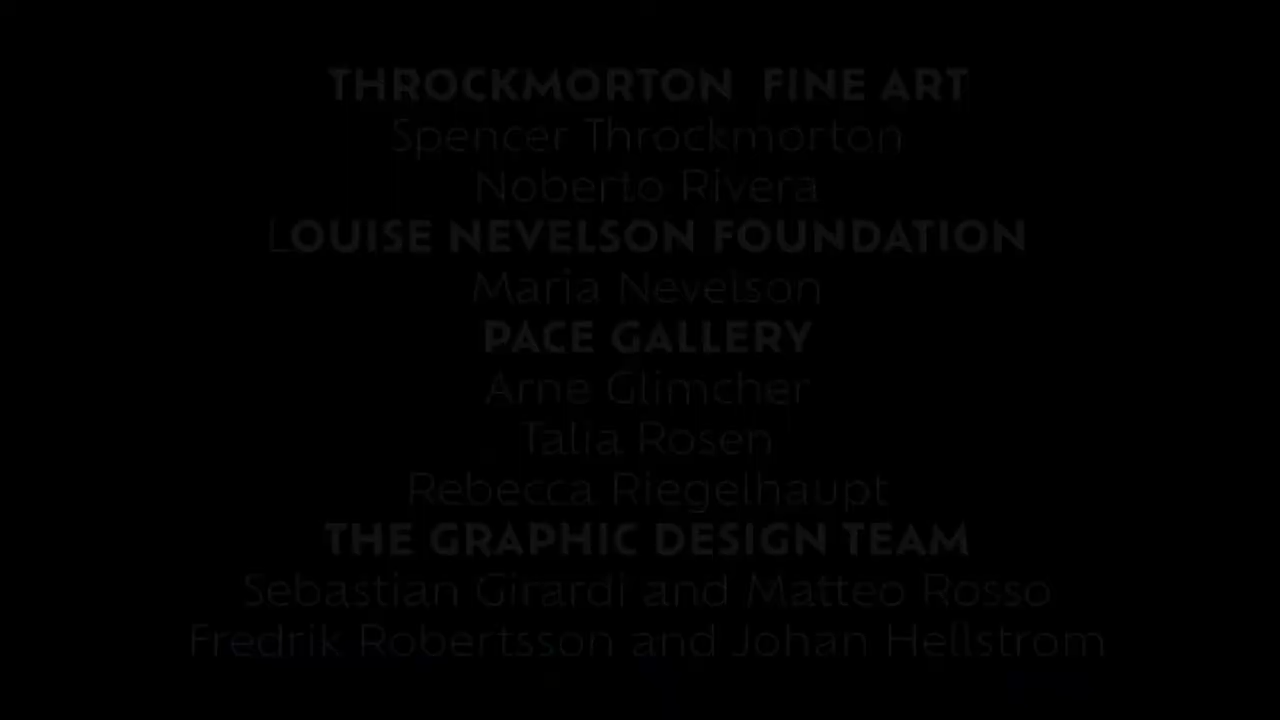 THROCKMORTON FINE ART
Spencer Throckmorton
Noberto Rivera
LOUISE NEVELSON FOUNDATION
Maria Nevelson
PACE GALLERY
Arne Glimcher
Talia Rosen
Rebecca Riegelhaupt
THE GRAPHIC DESIGN TEAM
Sebastian Girardi and Matteo Rosso
Fredrik Robertsson and Johan Hellstrom